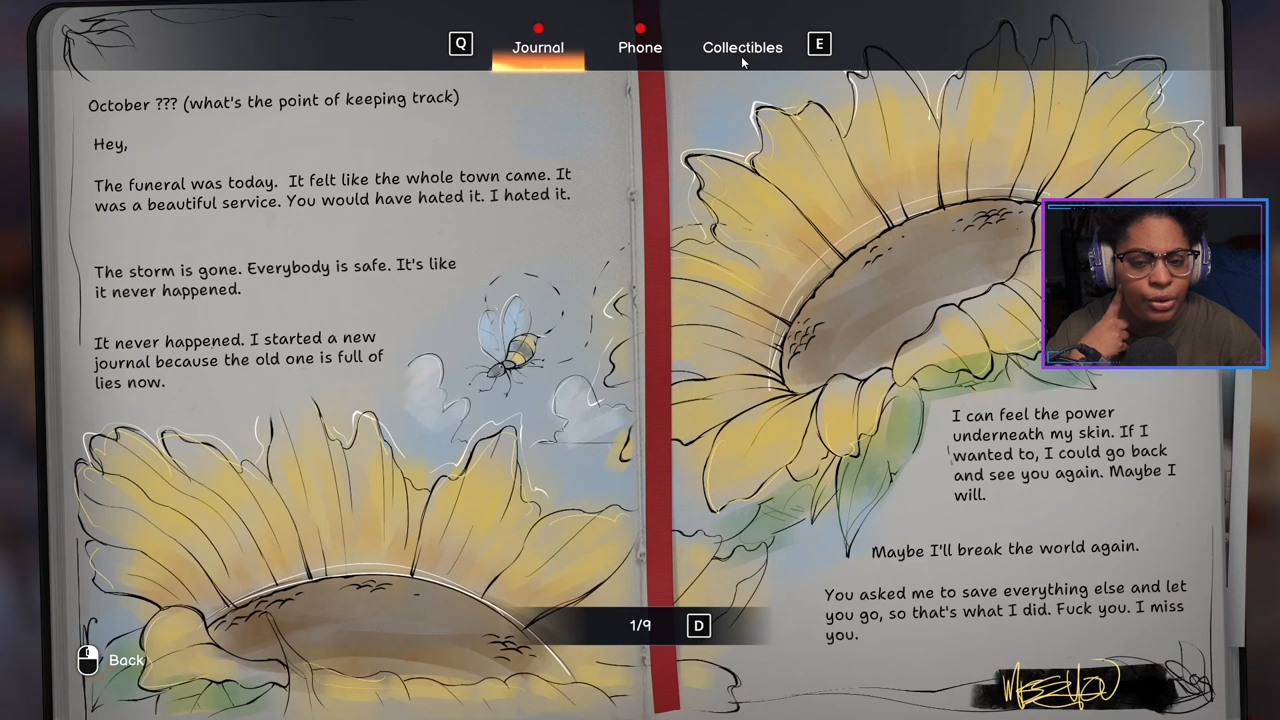 Q
Journal
Phone
Collectibles
E
October ??? (what's the point of keeping track)
Hey,
The funeral was today. It felt like the whole town came. It
was a beautiful service. You would have hated it. I hated it.
The storm is gone. Everybody is safe. It's like
it never happened.
It never happened. I started a new
journal because the old one is full of
lies now.
I can feel the power
underneath my skin. If I
wanted to, I could go back
and see you again. Maybe I
will.
Maybe I'll break the world again.
You asked me to save everything else and let
you go, so that's what I did. Fuck you. I miss
you.
1/9
D
Back